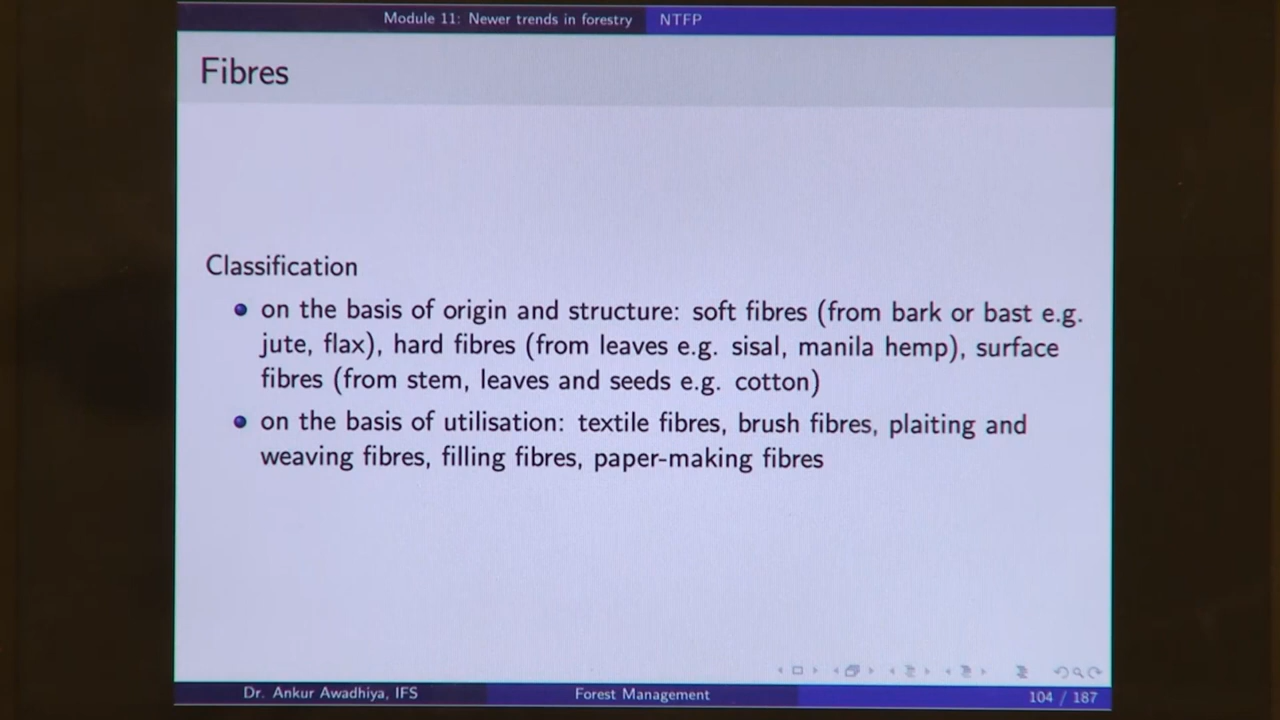 Module 11: Newer trends in forestry NTFP
Fibres
Classification
on the basis of origin and structure: soft fibres (from bark or bast e.g.
jute, flax), hard fibres (from leaves e.g. sisal, manila hemp), surface
fibres (from stem, leaves and seeds e.g. cotton)
on the basis of utilisation: textile fibres, brush fibres, plaiting and
weaving fibres, filling fibres, paper-making fibres
Dr. Ankur Awadhiya, IFS Forest Management 104 / 187